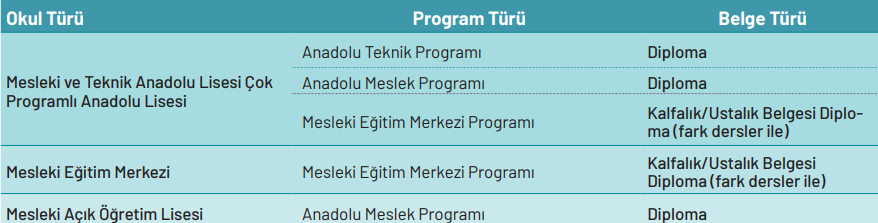 Okul Türü Program Türü Belge Türü
Anadolu Teknik Programı Diploma
Mesleki ve Teknik Anadolu Lisesi Çok
Programlı Anadolu Lisesi
Anadolu Meslek Programı Diploma
Mesleki Eğitim Merkezi Programı
Kalfalık/Ustalık Belgesi Diplo-
ma (fark dersler ile)
Mesleki Eğitim Merkezi Mesleki Eğitim Merkezi Programı
Kalfalık/Ustalık Belgesi
Diploma (fark dersler ile)
Mesleki Açık Öğretim Lisesi Anadolu Meslek Programı Diploma